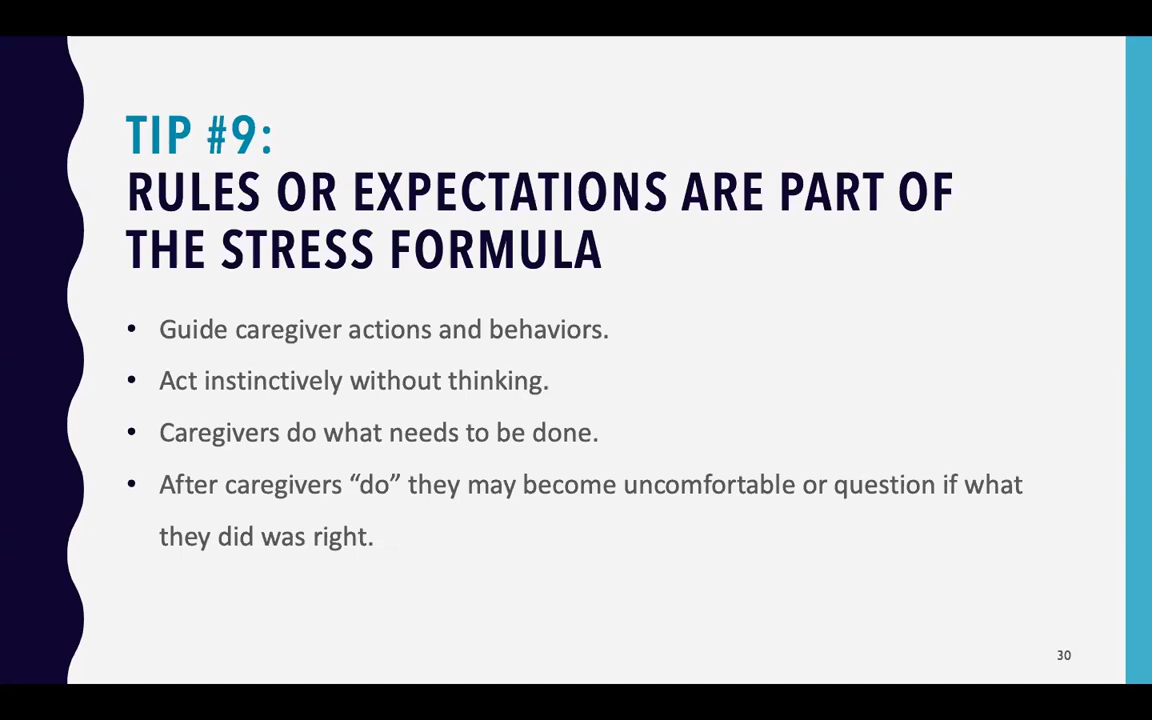 TIP #9:
RULES OR EXPECTATIONS ARE PART OF
THE STRESS FORMULA
• Guide caregiver actions and behaviors.
• Act instinctively without thinking.
• Caregivers do what needs to be done.
• After caregivers “do” they may become uncomfortable or question if what
they did was right.
30